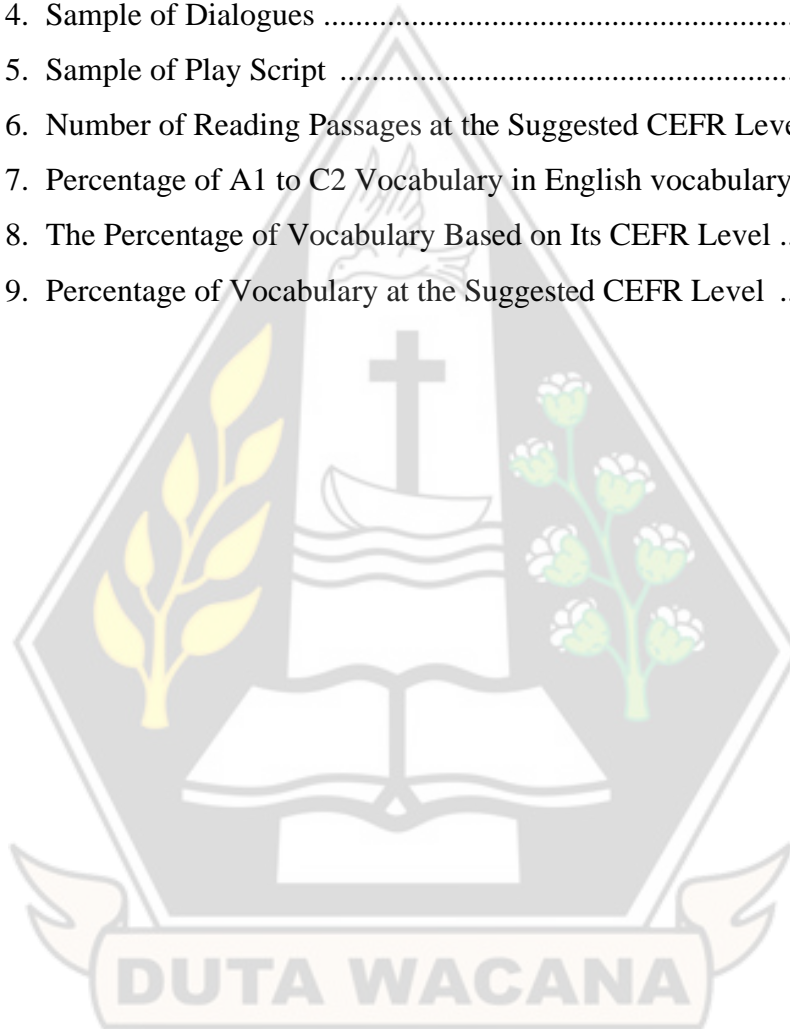 4. Sample of Dialogues ..................................................................
5. Sample of Play Script ................................................................
6. Number of Reading Passages at the Suggested CEFR
7. Percentage of A1 to C2 Vocabulary in English vocabulary
8. The Percentage of Vocabulary Based on Its CEFR Level ..
9. Percentage of Vocabulary at the Suggested CEFR Level ..
DUTA WACANA